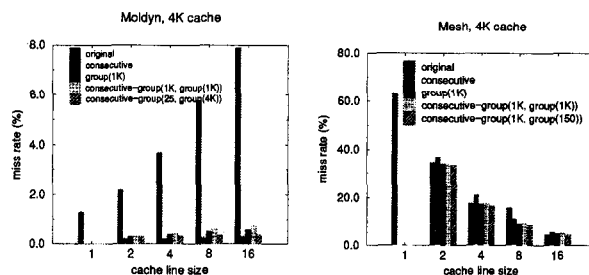 Moldyn, 4K cache
8.0
6.0
4.0
2.0
0.0
miss rate (%)
original
consecutive
group(1K)
consecutive-group(1K, group(1K))
consecutive-group(25, group(4K))
1 2 4 8 16
cache line size
Mesh, 4K cache
80.0
60.0
40.0
20.0
0.0
miss rate (%)
original
consecutive
group(1K)
consecutive-group(1K, group(1K))
consecutive-group(1K, group(150))
1 2 4 8 16
cache line size